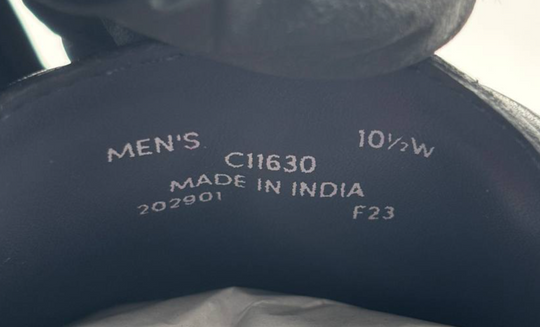 MEN'S 10½W
C11630
MADE IN INDIA
202901 F23